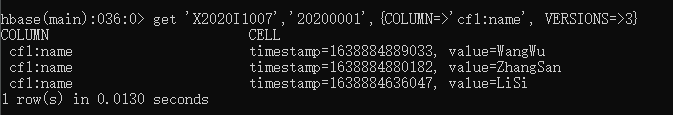 hbase(main):036:0> get 'X2020I1007','20200001',{COLUMN=>'cf1:name', VERSIONS=>3}
COLUMN CELL
cf1:name timestamp=1638884889033, value=WangWu
cf1:name timestamp=1638884880182, value=ZhangSan
cf1:name timestamp=1638884636047, value=LiSi
1 row(s) in 0.0130 seconds